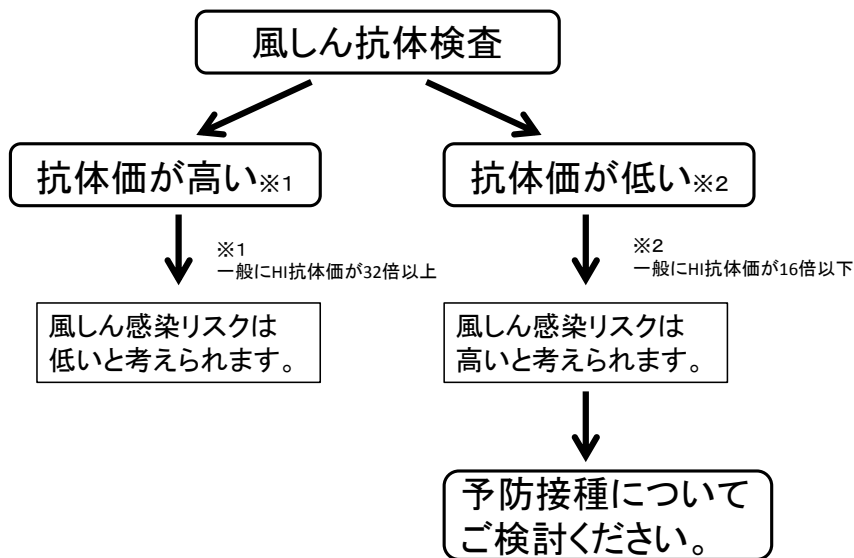 風しん抗体検査
抗体価が高い※1
抗体価が低い※2
※1
一般にHI抗体価が32倍以上
※2
一般にHI抗体価が16倍以下
風しん感染リスクは
低いと考えられます。
風しん感染リスクは
高いと考えられます。
予防接種について
ご検討ください。